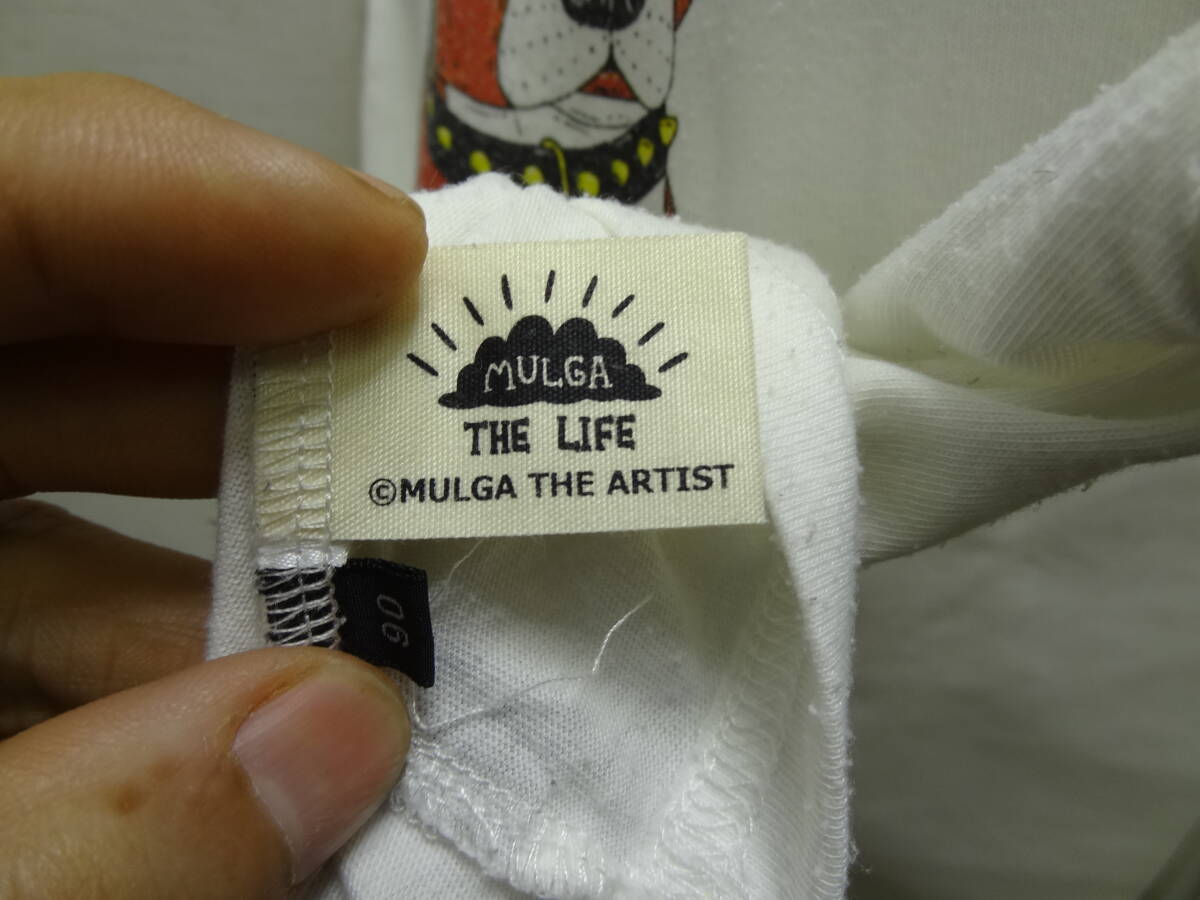 MULGA
THE LIFE
©MULGA THE ARTIST
90